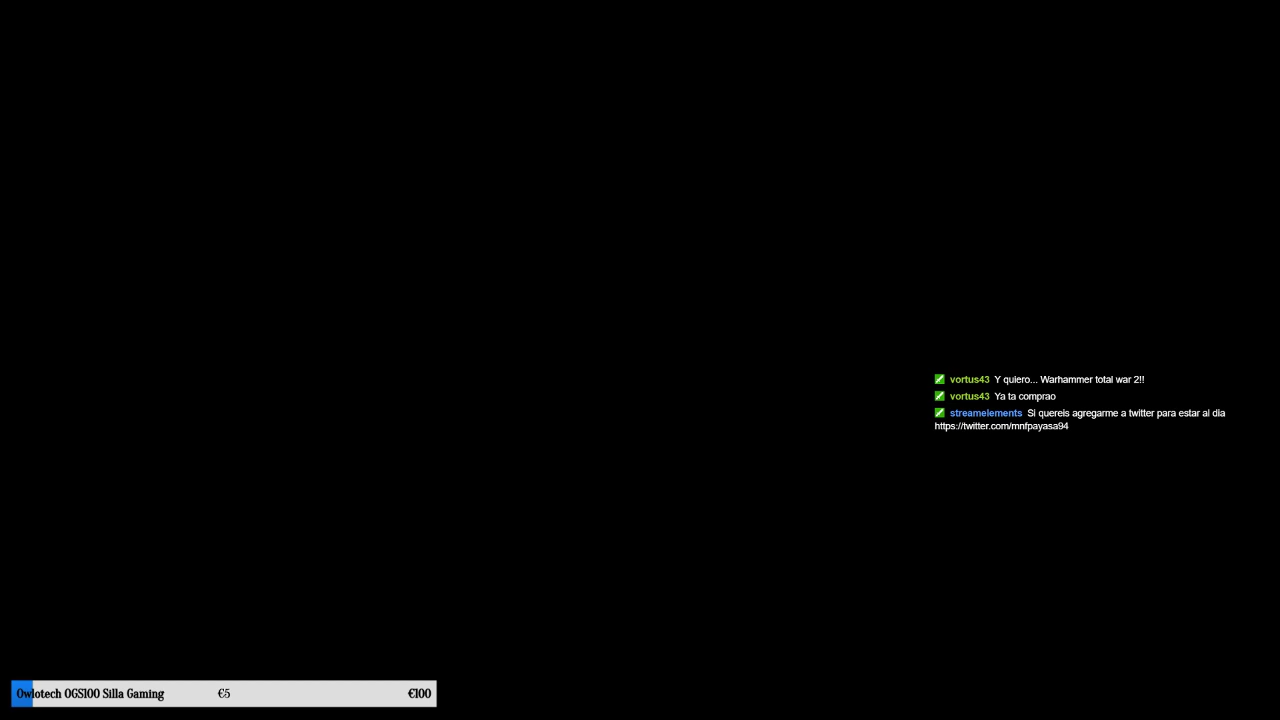 vortus43 Y quiero... Warhammer total war 2!!
vortus43 Ya ta comprao
streamelements Si quereis agregarme a twitter para estar al dia
https://twitter.com/mnfpayasa94
Owlotech OGS100 Silla Gaming €5 €100